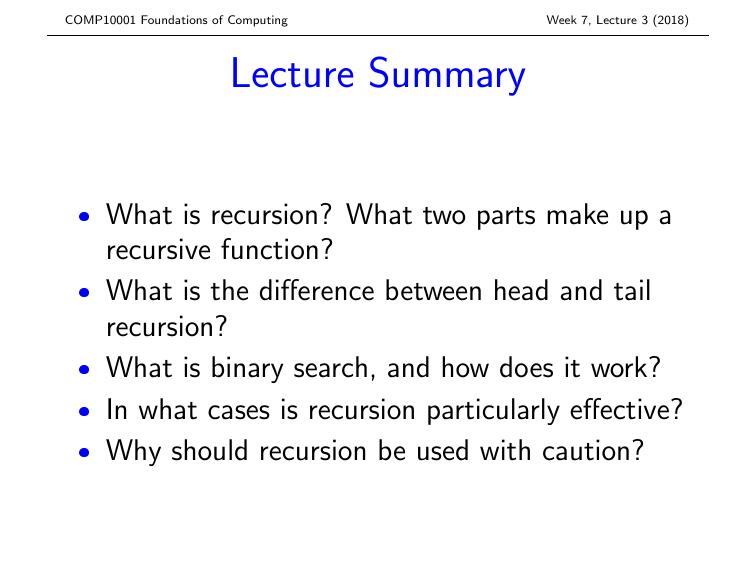 COMP10001 Foundations of Computing Week 7, Lecture 3 (2018)
Lecture Summary
• What is recursion? What two parts make up a
recursive function?
• What is the difference between head and tail
recursion?
• What is binary search, and how does it work?
• In what cases is recursion particularly effective?
• Why should recursion be used with caution?